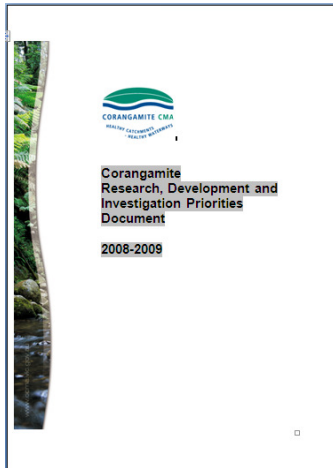 CORANGAMITE CMA
HEALTHY CATCHMENTS
- HEALTHY WATERWAYS
Corangamite
Research, Development and
Investigation Priorities
Document
2008-2009